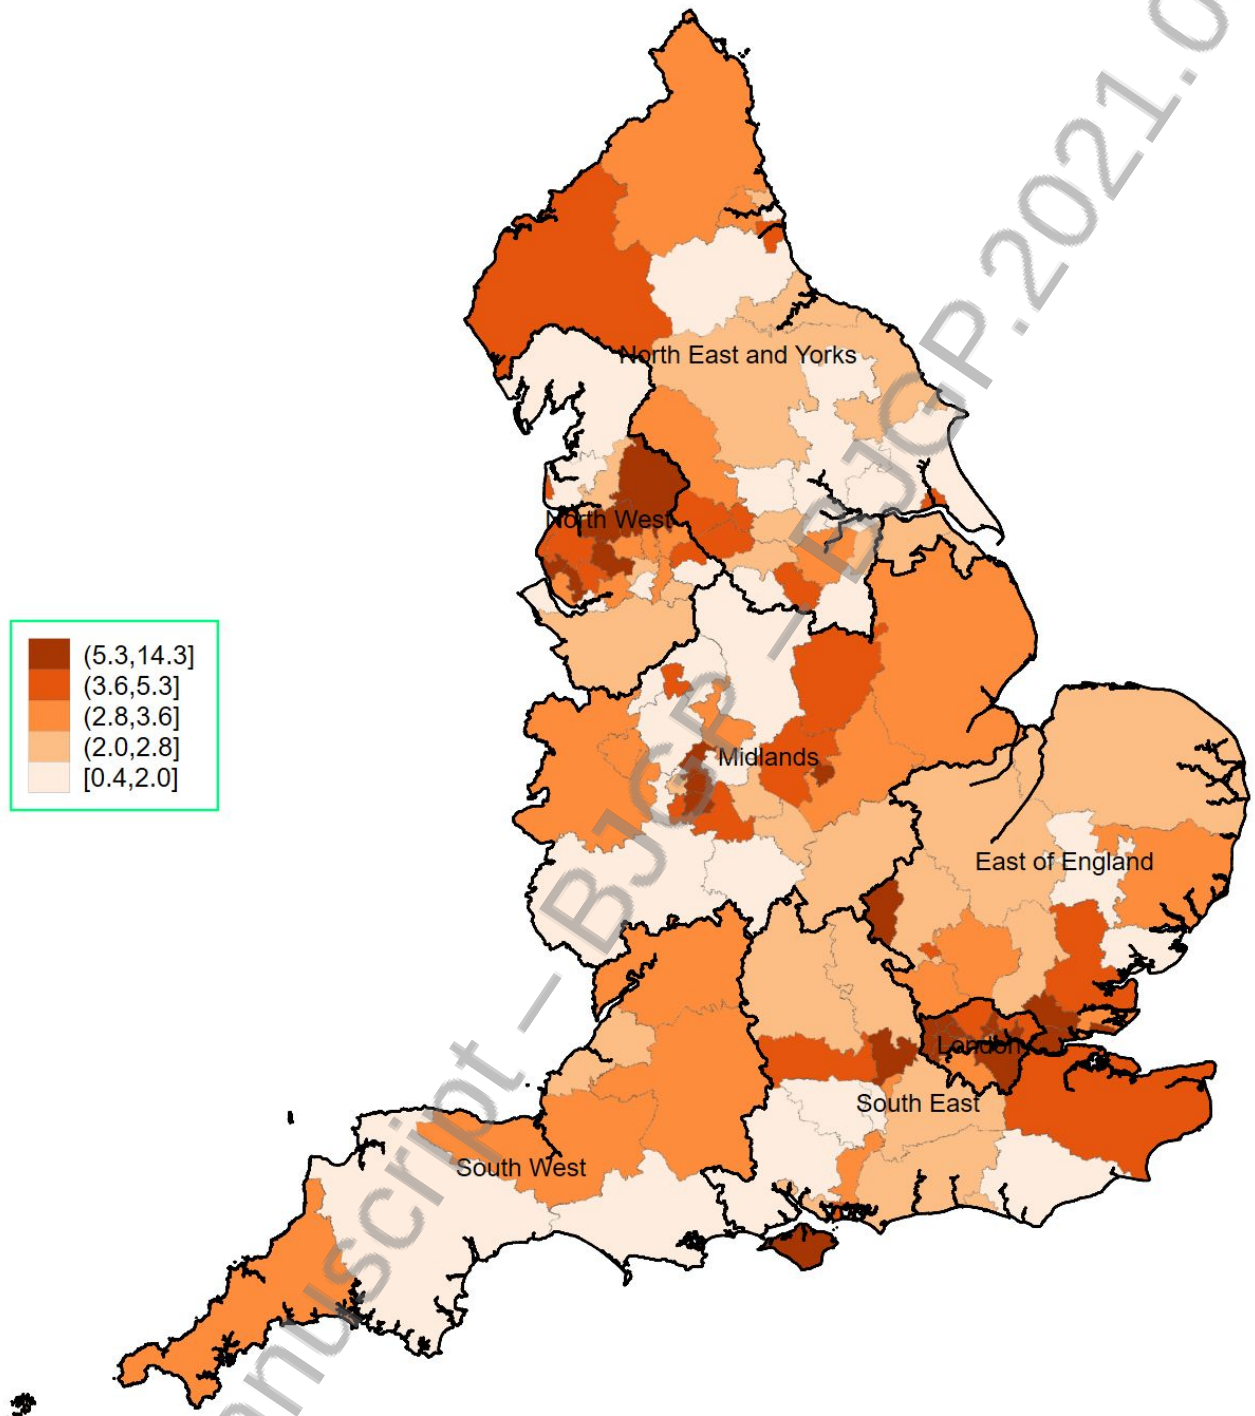 North East and Yorks
North West
(5.3,14.3]
(3.6,5.3]
(2.8,3.6]
(2.0,2.8]
[0.4,2.0]
Midlands
East of England
London
South East
South West
anuscript – BJGP – BJGP.2021.0